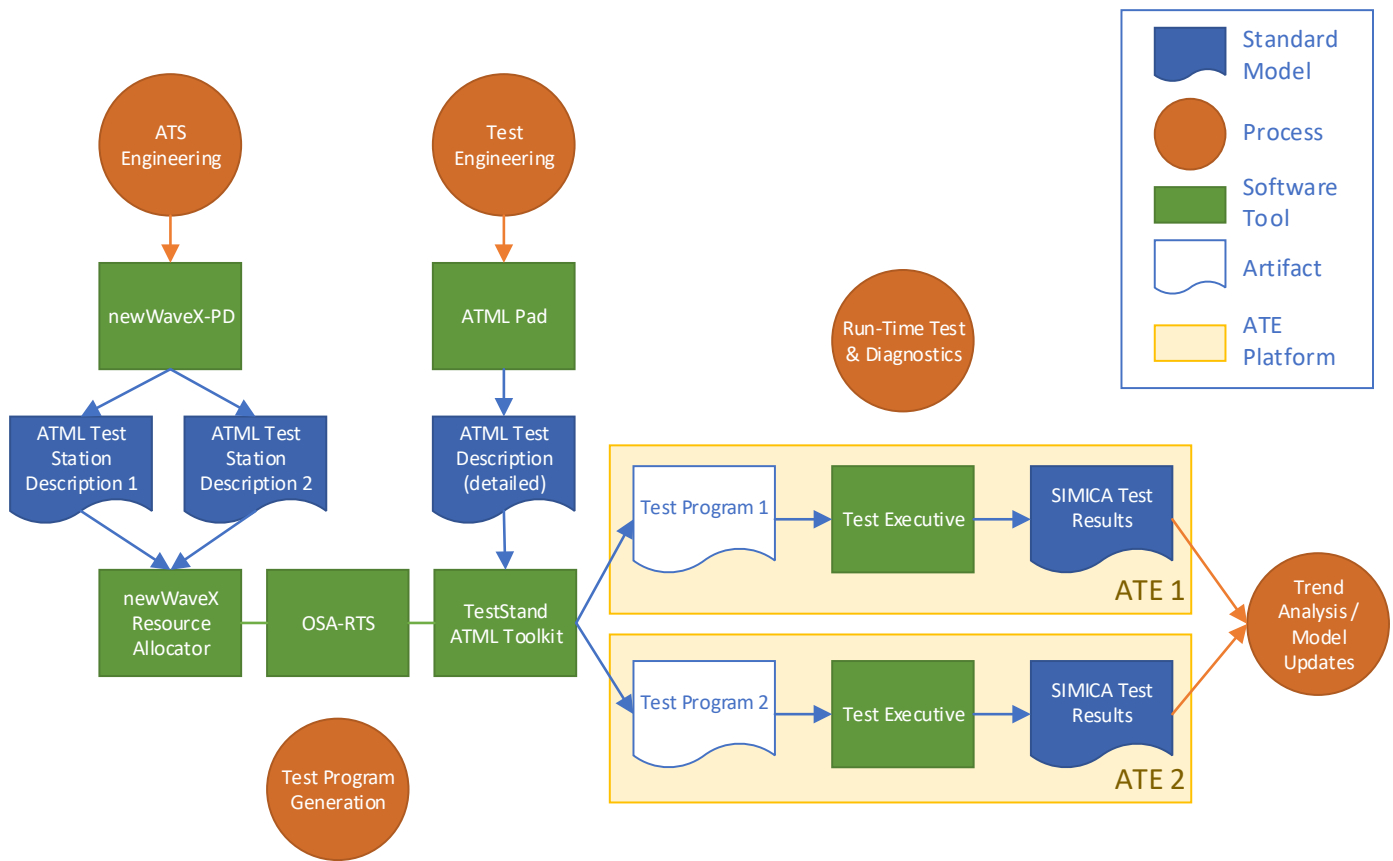 Standard
Model
Process
Software
Tool
Artifact
ATE
Platform
ATS
Engineering
Test
Engineering
newWaveX-PD
ATML Pad
Run-Time Test
& Diagnostics
ATML Test
Station
Description 1
ATML Test
Station
Description 2
ATML Test
Description
(detailed)
Test Program 1
Test Executive
SIMICA Test
Results
ATE 1
newWaveX
Resource
Allocator
OSA-RTS
TestStand
ATML Toolkit
Trend
Analysis /
Model
Updates
Test Program 2
Test Executive
SIMICA Test
Results
ATE 2
Test Program
Generation